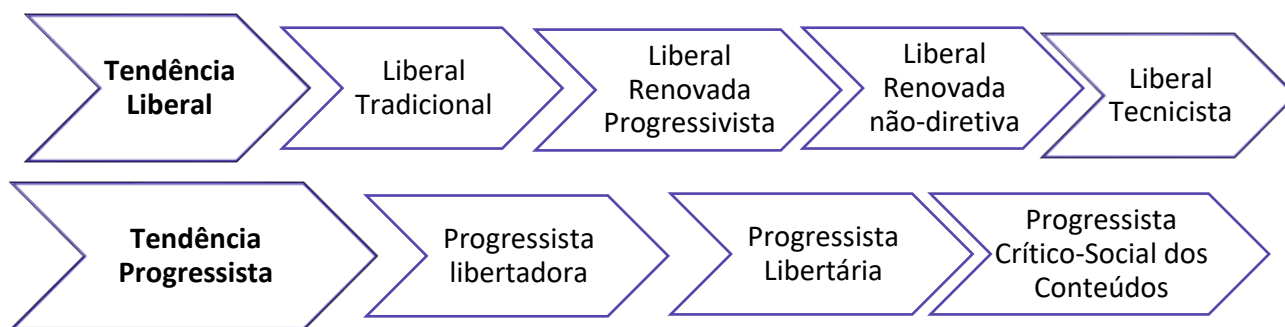 Tendência
Liberal
Liberal
Tradicional
Liberal
Renovada
Progressivista
Liberal
Renovada
não-diretiva
Liberal
Tecnicista
Tendência
Progressista
Progressista
libertadora
Progressista
Libertária
Progressista
Crítico-Social dos
Conteúdos